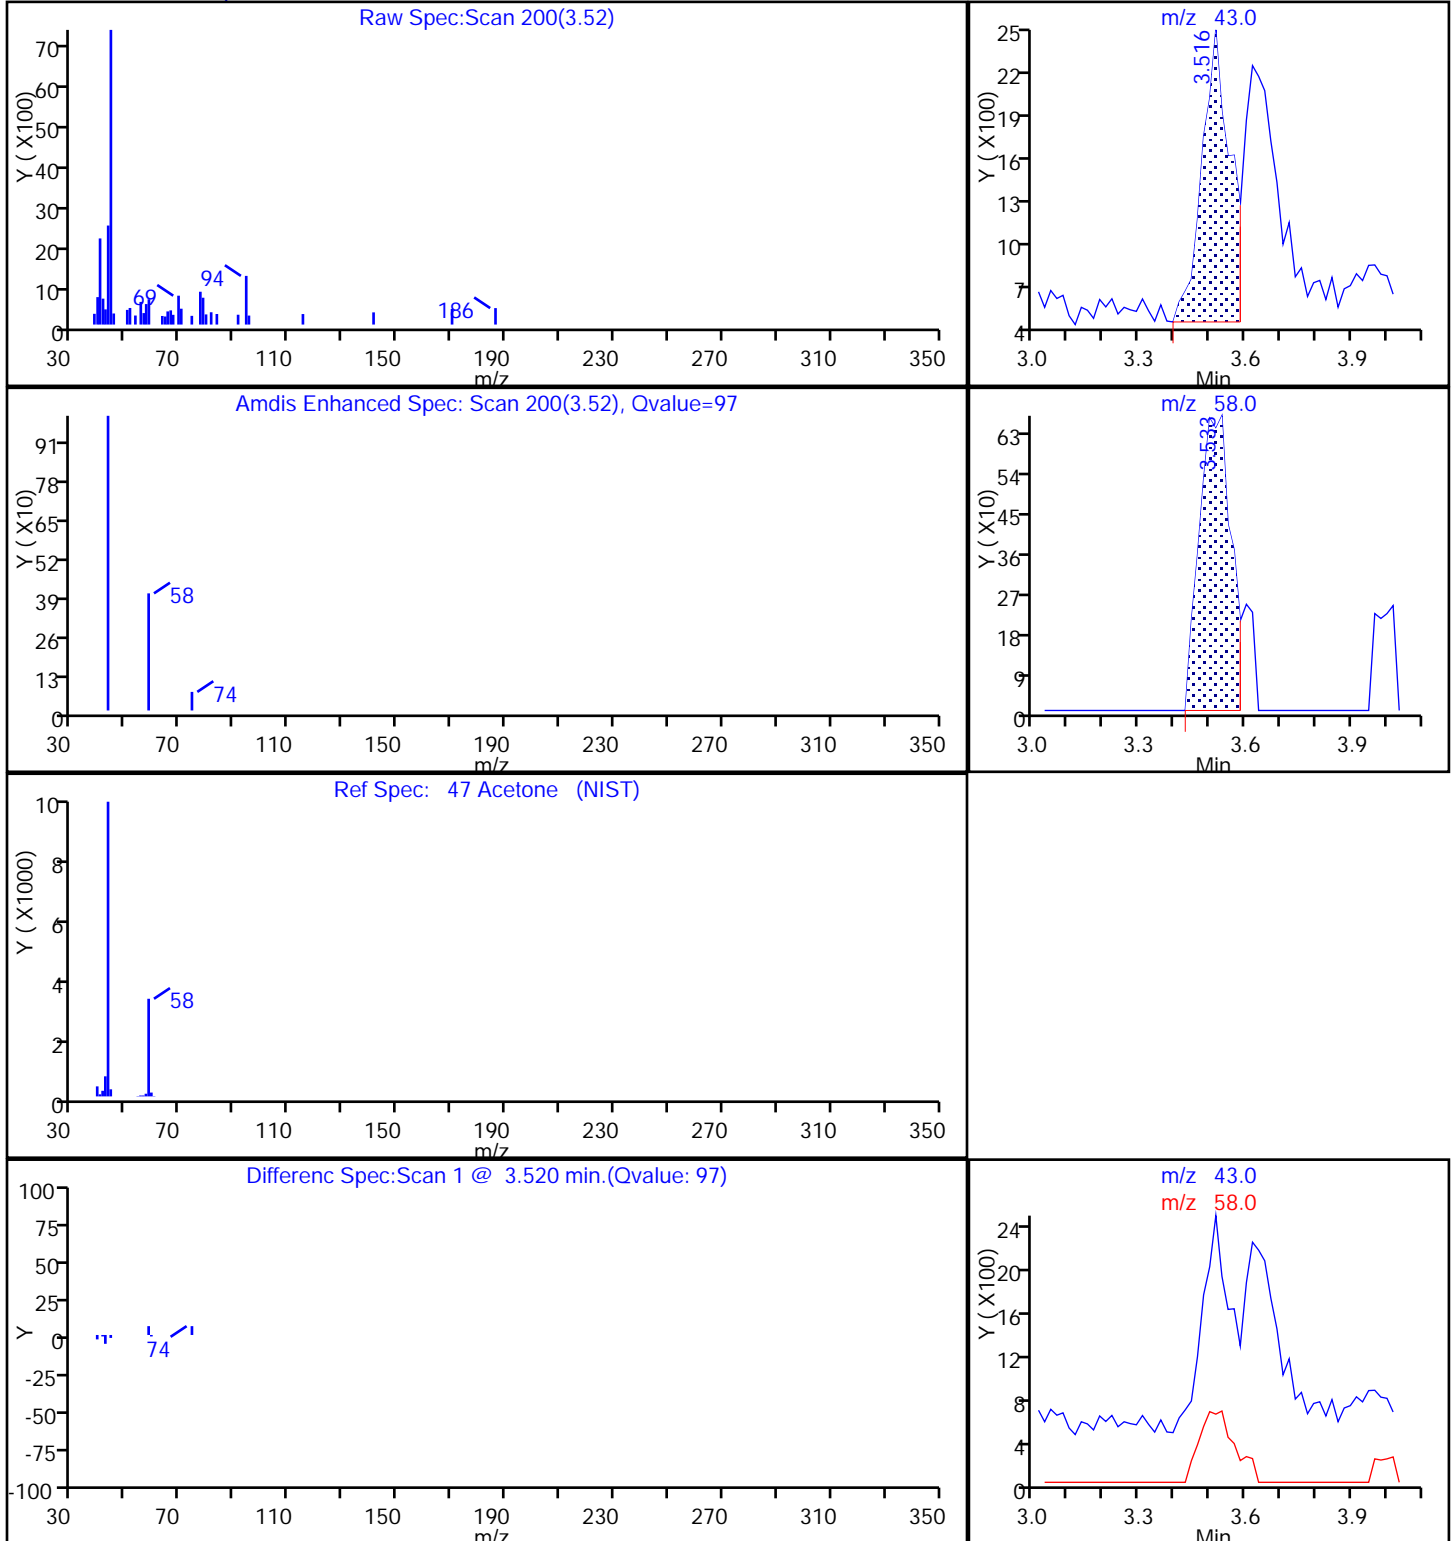 Raw Spec:Scan 200(3.52)
70
60
50
40
30
20
10
0
Y ( X100)
69
94
186
30 70 110 150 190 230 270 310 350
m/z
m/z 43.0
25
22
19
16
13
10
7
4
Y ( X100)
3.516
3.0 3.3 3.6 3.9
Min
Amdis Enhanced Spec: Scan 200(3.52), Qvalue=97
91
78
65
52
39
26
13
0
Y ( X10)
58
74
30 70 110 150 190 230 270 310 350
m/z
m/z 58.0
63
54
45
36
27
18
9
0
Y ( X10)
3.533
3.0 3.3 3.6 3.9
Min
Ref Spec: 47 Acetone (NIST)
10
8
6
4
2
0
Y ( X1000)
58
30 70 110 150 190 230 270 310 350
m/z
Differenc Spec:Scan 1 @ 3.520 min.(Qvalue: 97)
100
75
50
25
0
-25
-50
-75
-100
Y
74
30 70 110 150 190 230 270 310 350
m/z
m/z 43.0
m/z 58.0
24
20
16
12
8
4
0
Y ( X100)
3.0 3.3 3.6 3.9
Min